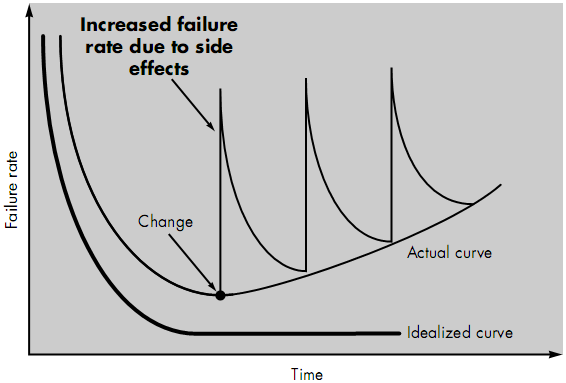 Increased failure
rate due to side
effects
Failure rate
Change
Actual curve
Idealized curve
Time